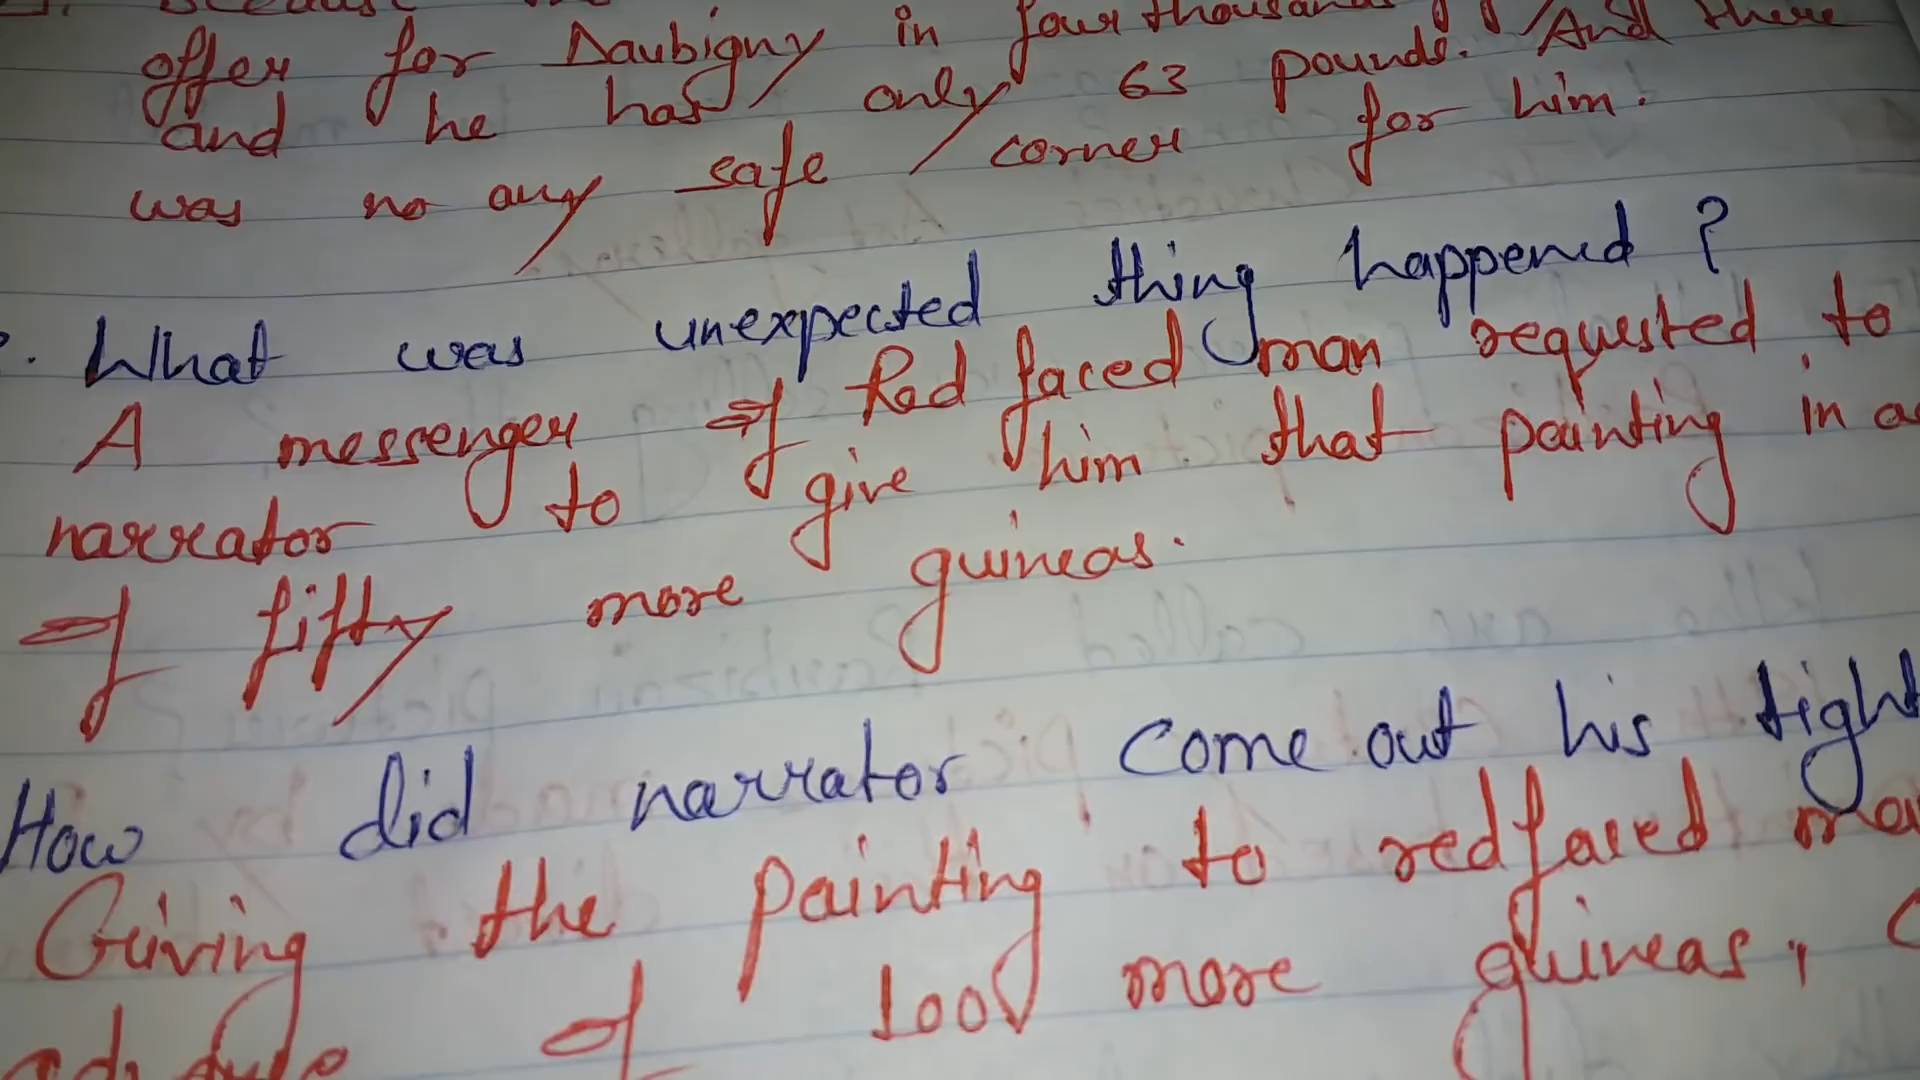 offer for Daubigny in four thousand
and he has only 63 pounds. And there
was no any safe corner for him.
What was unexpected thing happened ?
A messenger of Red faced man requested to
narrator to give him that painting in
of fifty more guineas.
How did narrator come out his tight
Giving the painting to redfaced
of 100 more guineas,